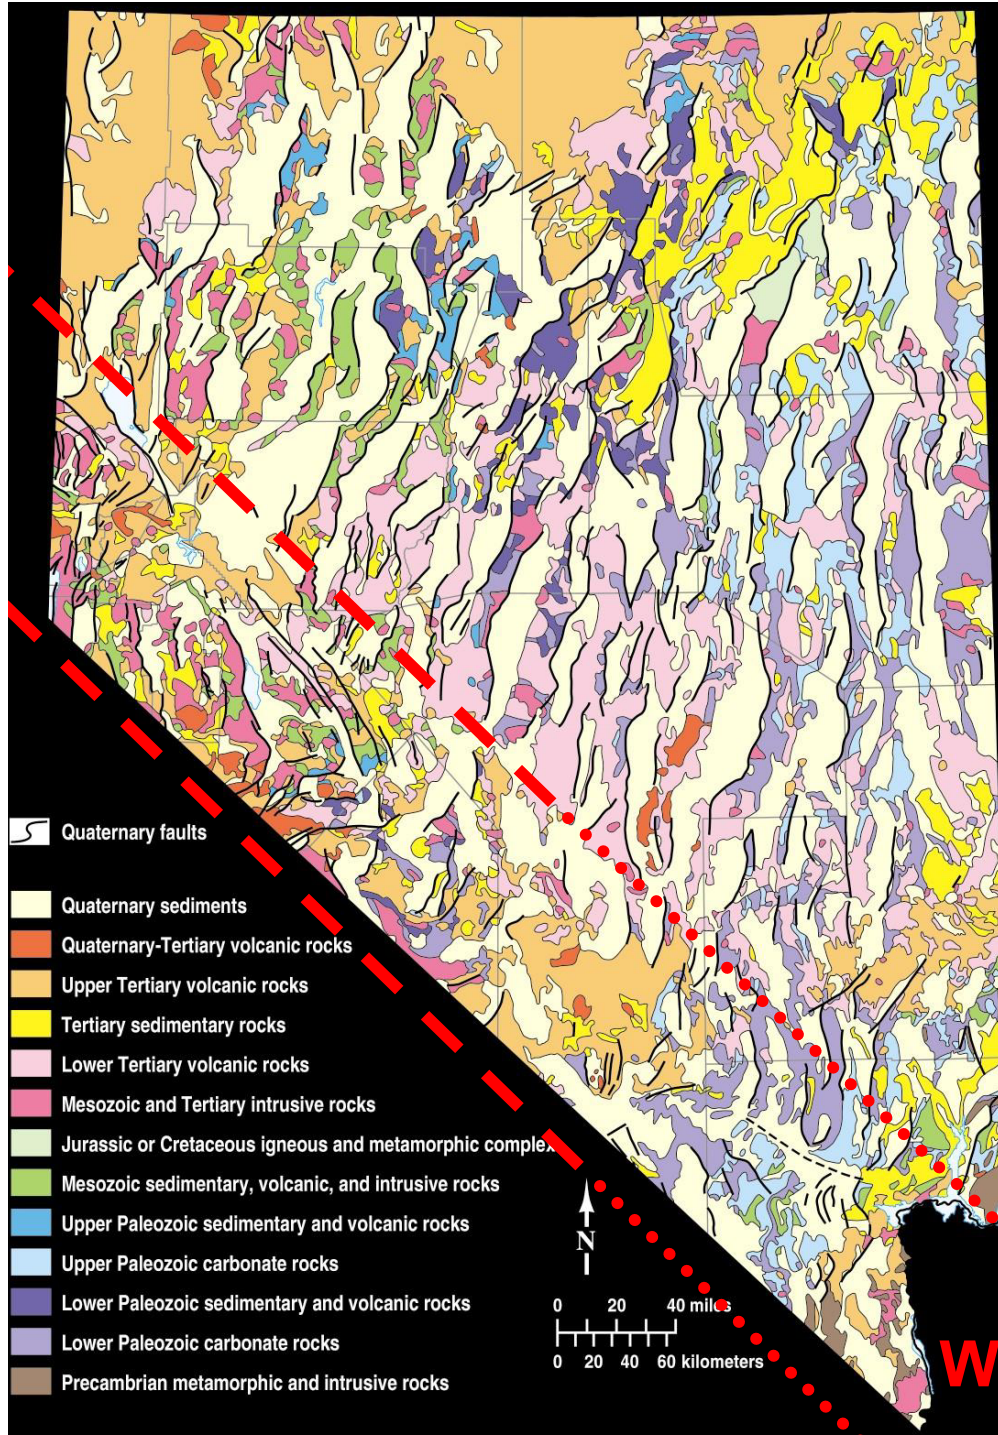 Quaternary faults
Quaternary sediments
Quaternary-Tertiary volcanic rocks
Upper Tertiary volcanic rocks
Tertiary sedimentary rocks
Lower Tertiary volcanic rocks
Mesozoic and Tertiary intrusive rocks
Jurassic or Cretaceous igneous and metamorphic complex
Mesozoic sedimentary, volcanic, and intrusive rocks
Upper Paleozoic sedimentary and volcanic rocks
Upper Paleozoic carbonate rocks
Lower Paleozoic sedimentary and volcanic rocks
Lower Paleozoic carbonate rocks
Precambrian metamorphic and intrusive rocks
N
0 20 40 miles
0 20 40 60 kilometers
W